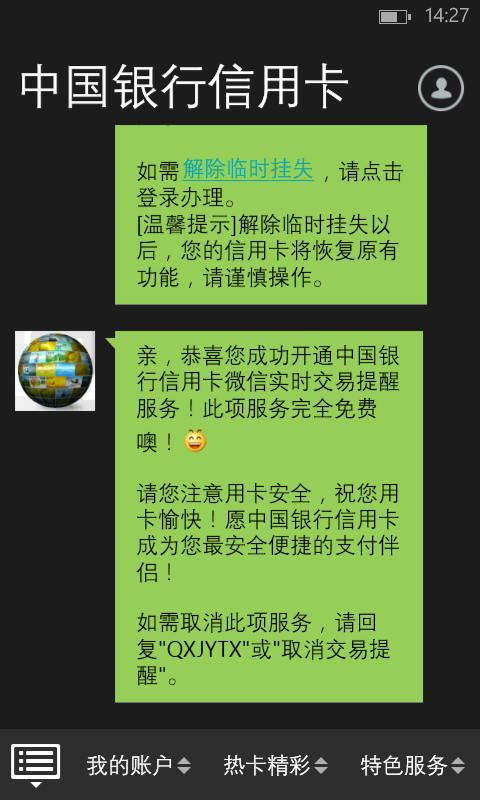 14:27
中国银行信用卡
如需解除临时挂失，请点击
登录办理。
[温馨提示]解除临时挂失以
后，您的信用卡将恢复原有
功能，请谨慎操作。
亲，恭喜您成功开通中国银
行信用卡微信实时交易提醒
服务！此项服务完全免费
噢！
请您注意用卡安全，祝您用
卡愉快！愿中国银行信用卡
成为您最安全便捷的支付伴
侣！
如需取消此项服务，请回
复"QXJYTX"或"取消交易提
醒"。
我的账户 热卡精彩 特色服务